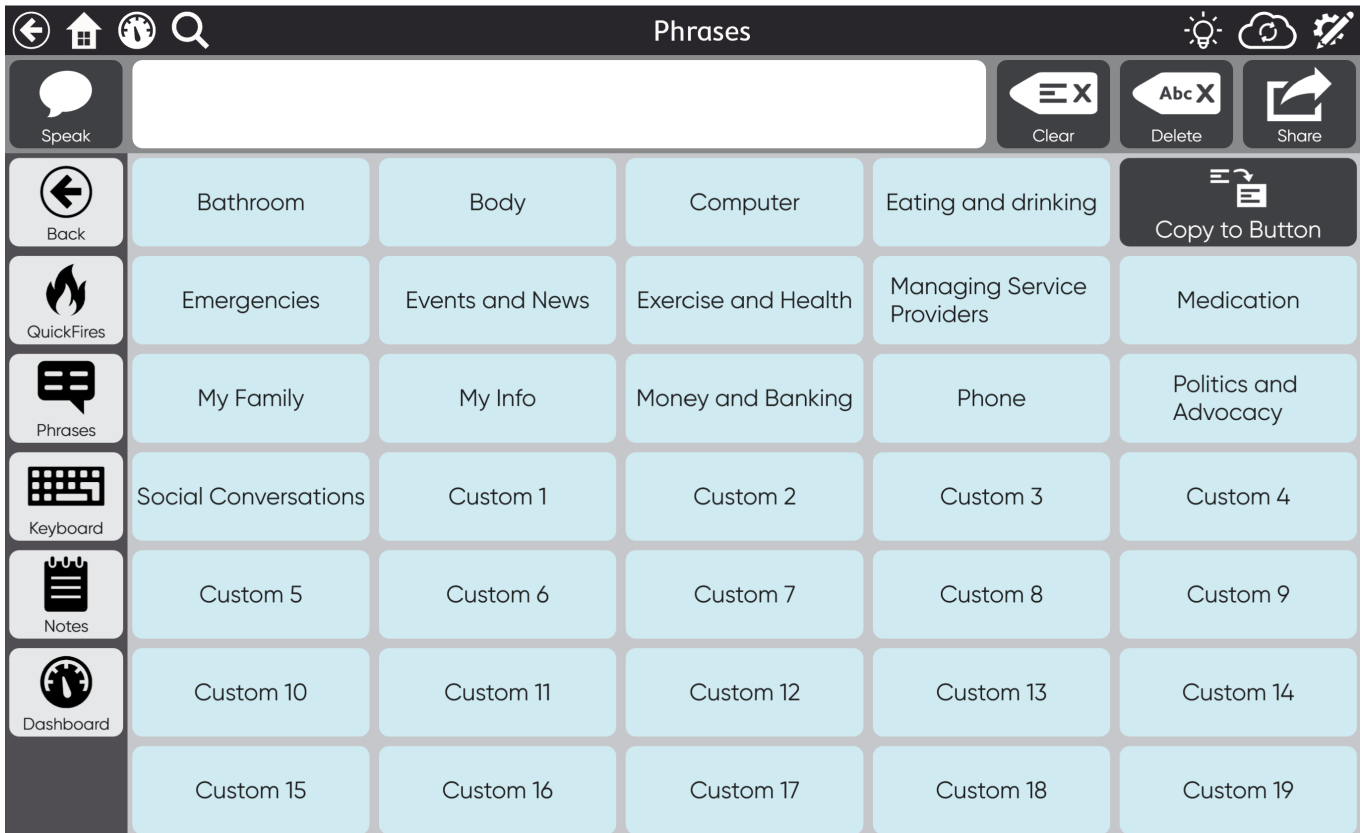 Phrases
Speak
Clear
Abc X
Delete
Share
Back
Bathroom
Body
Computer
Eating and drinking
Copy to Button
QuickFires
Emergencies
Events and News
Exercise and Health
Managing Service
Providers
Medication
Phrases
My Family
My Info
Money and Banking
Phone
Politics and
Advocacy
Keyboard
Social Conversations
Custom 1
Custom 2
Custom 3
Custom 4
Notes
Custom 5
Custom 6
Custom 7
Custom 8
Custom 9
Dashboard
Custom 10
Custom 11
Custom 12
Custom 13
Custom 14
Custom 15
Custom 16
Custom 17
Custom 18
Custom 19